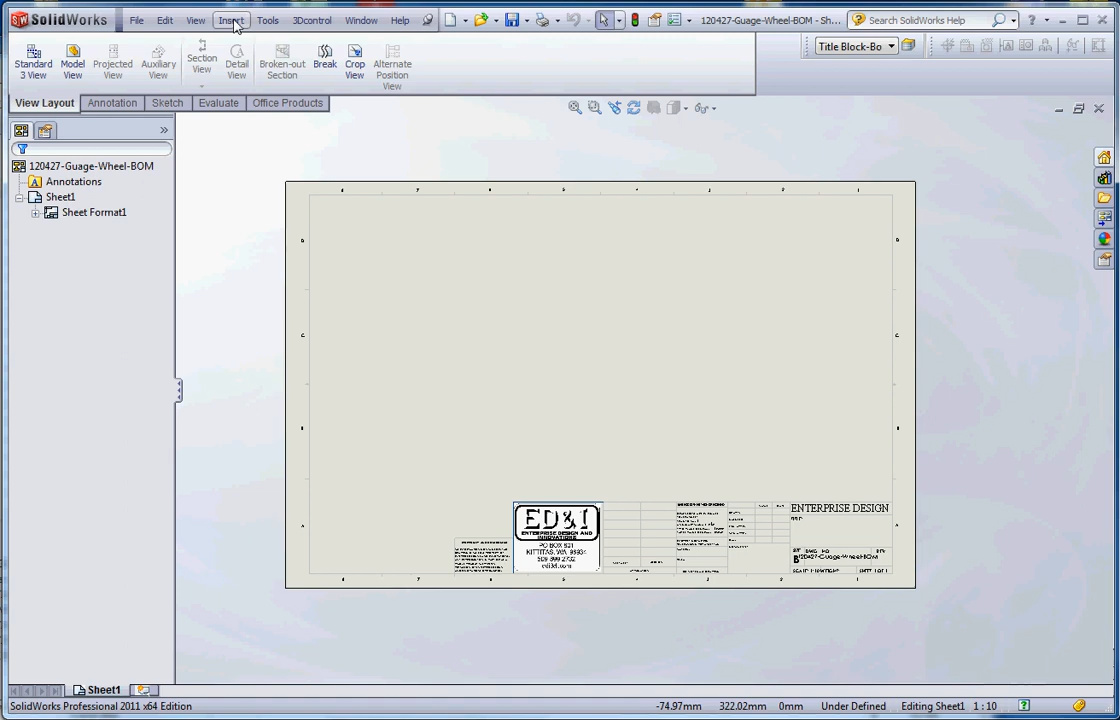 SolidWorks File Edit View Insert Tools 3Dcontrol Window Help 120427-Guage-Wheel-BOM - Sh... Search SolidWorks Help
Standard 3 View
Model View
Projected View
Auxiliary View
Section View
Detail View
Broken-out Section
Break
Crop View
Alternate Position View
Title Block-Bo
View Layout Annotation Sketch Evaluate Office Products
120427-Guage-Wheel-BOM
Annotations
Sheet1
Sheet Format1
ED&I
ENTERPRISE DESIGN AND
INNOVATIONS
PO BOX 921
KITTITAS, WA. 98934
509 899 2702
ENTERPRISE DESIGN
B 120427-Guage-Wheel-BOM
Sheet1
SolidWorks Professional 2011 x64 Edition -74.97mm 322.02mm 0mm Under Defined Editing Sheet1 1 : 10